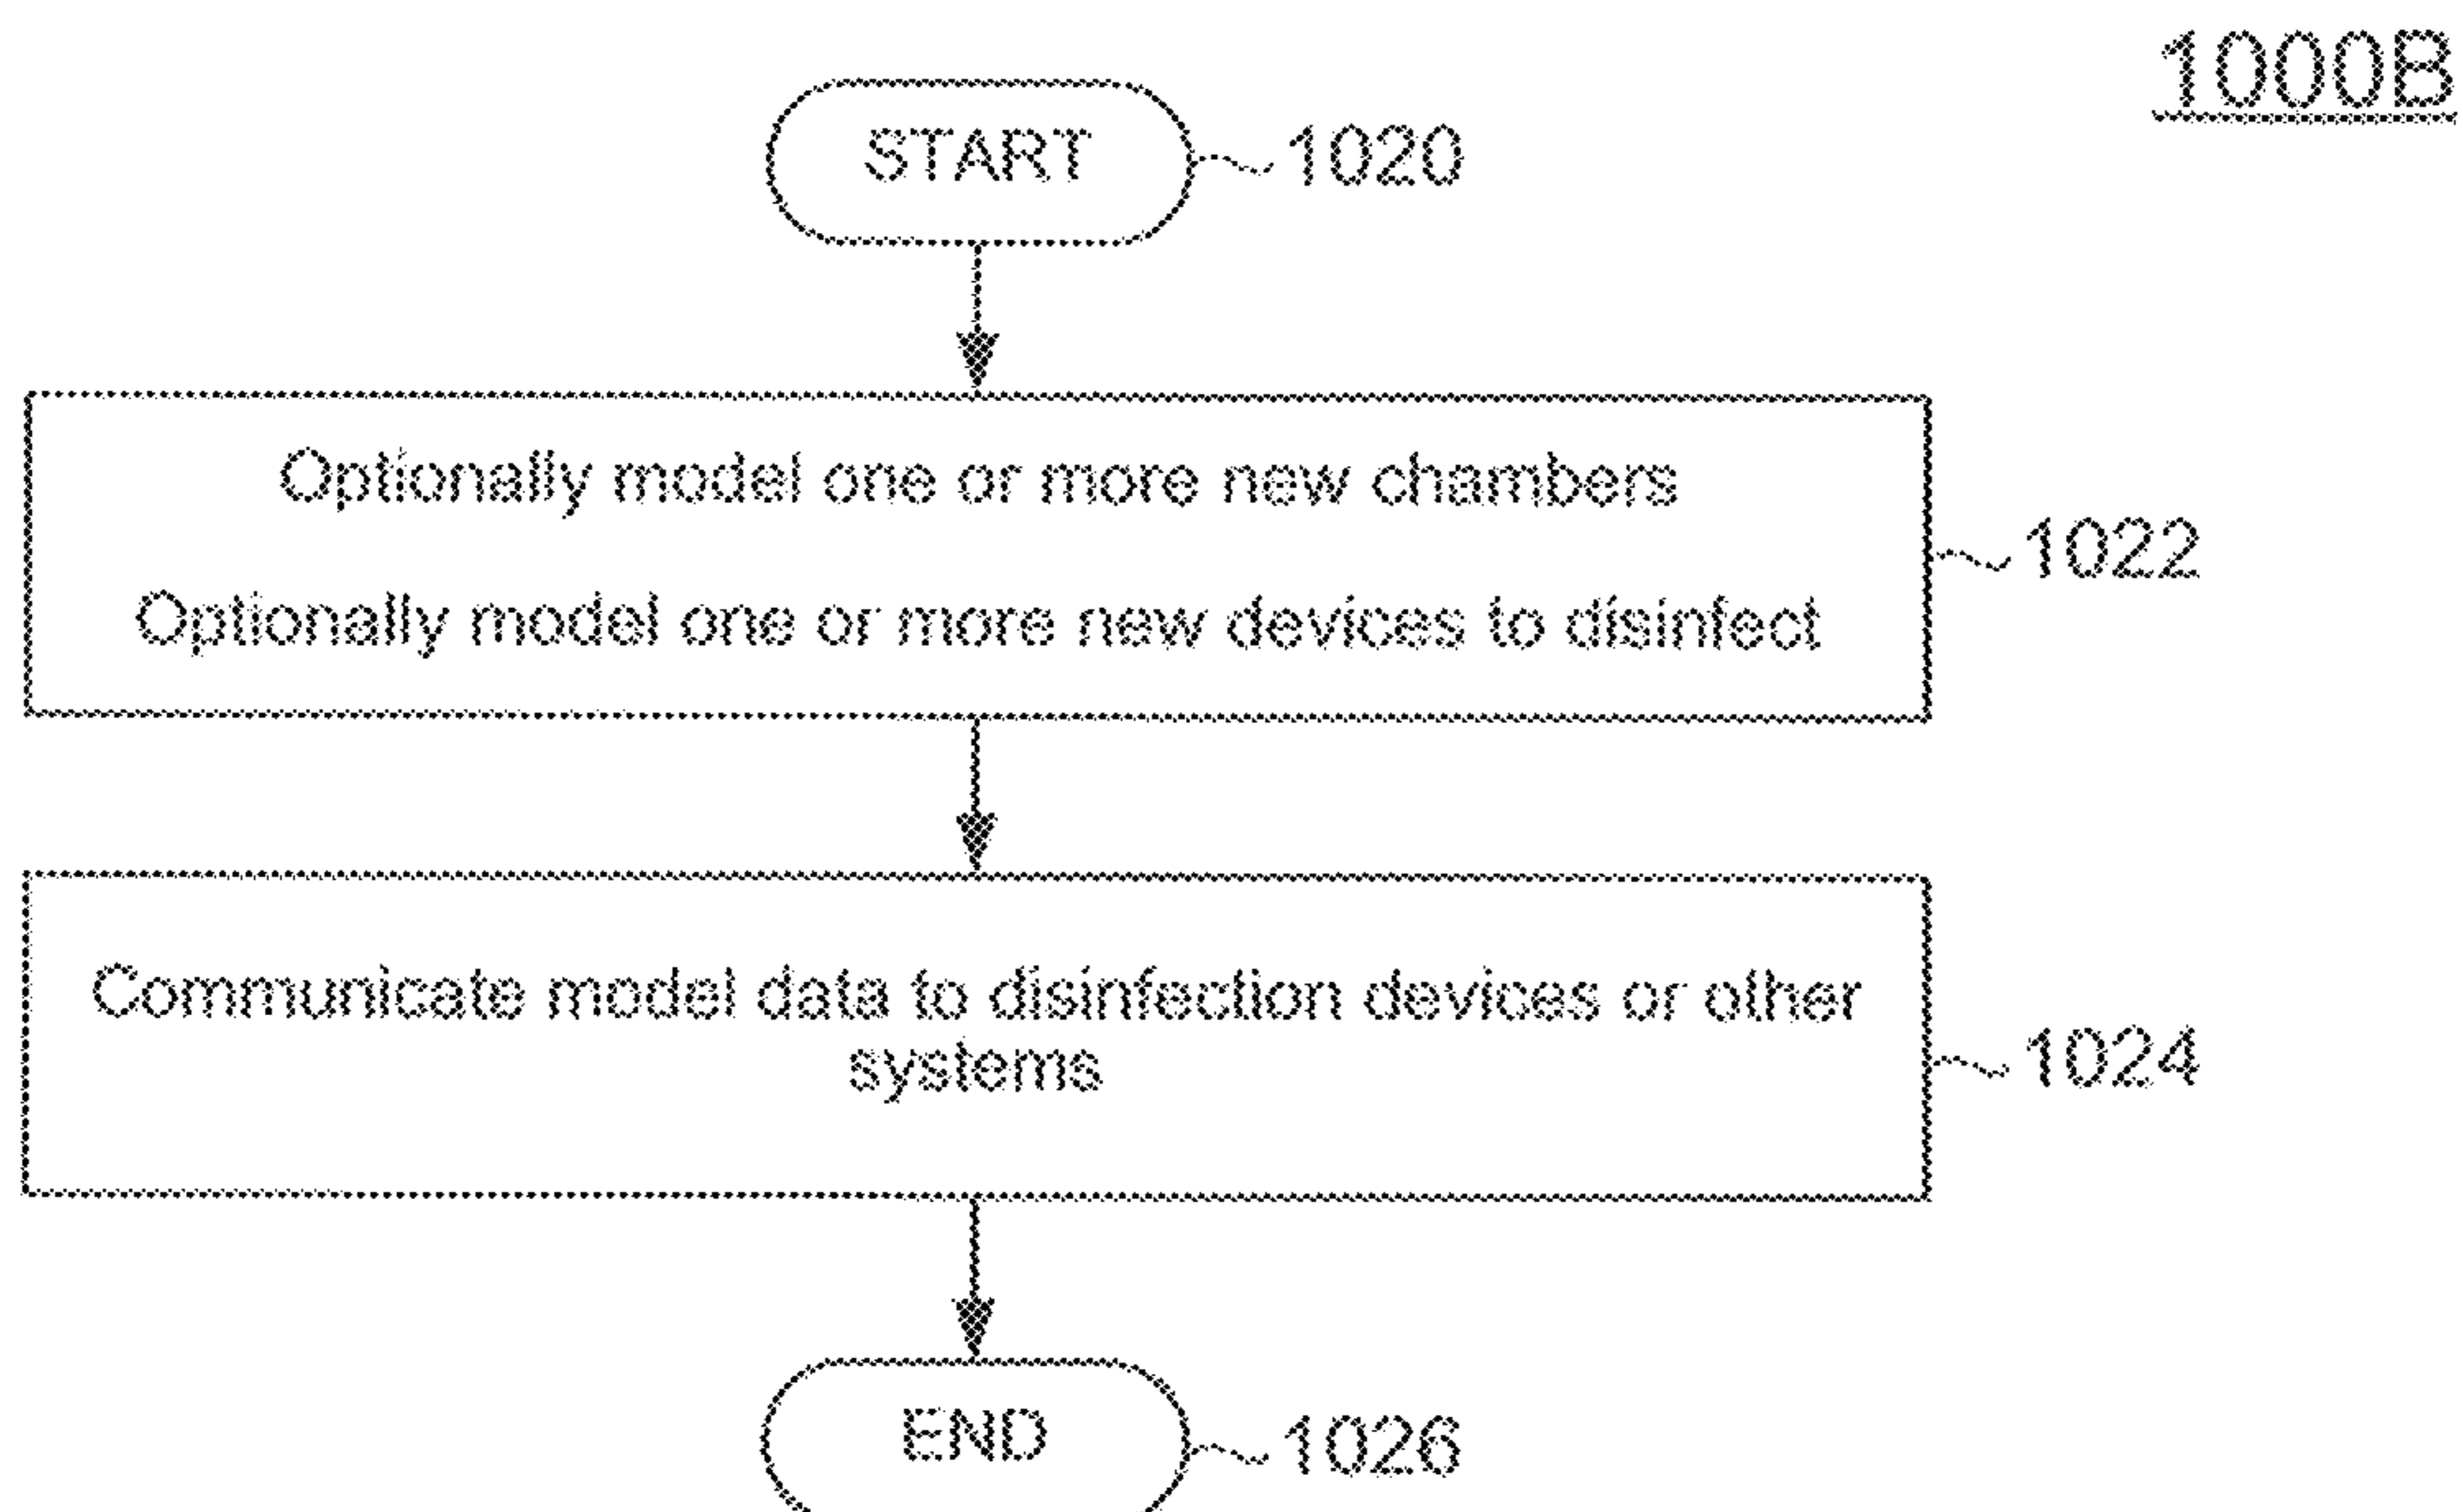 1000B
START
1020
Optionally model one or more new chambers
Optionally model one or more new devices to disinfect
1022
Communicate model data to disinfection devices or other
systems
1024
END
1026